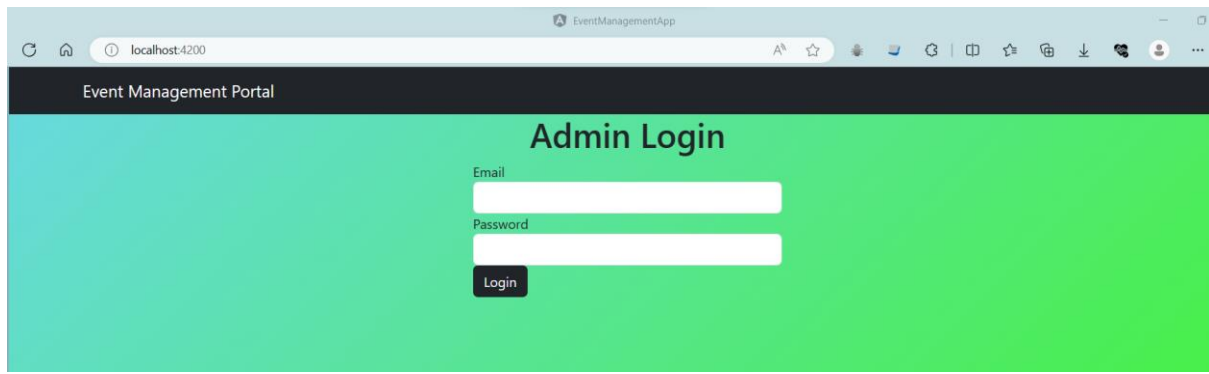 EventManagementApp
localhost:4200
Event Management Portal
Admin Login
Email
Password
Login